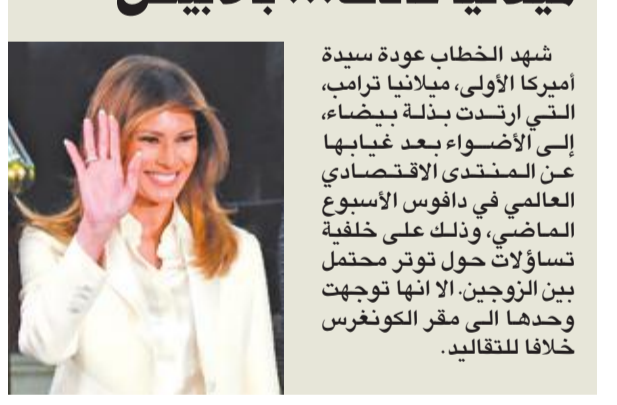 شهد الخطاب عودة سيدة
أميركا الأولى، ميلانيا ترامب،
التي ارتدت بذلة بيضاء،
إلى الأضواء بعد غيابها
عن المنتدى الاقتصادي
العالمي في دافوس الأسبوع
الماضي، وذلك على خلفية
تساؤلات حول توتر محتمل
بين الزوجين. الا انها توجهت
وحدها الى مقر الكونغرس
خلافا للتقاليد.